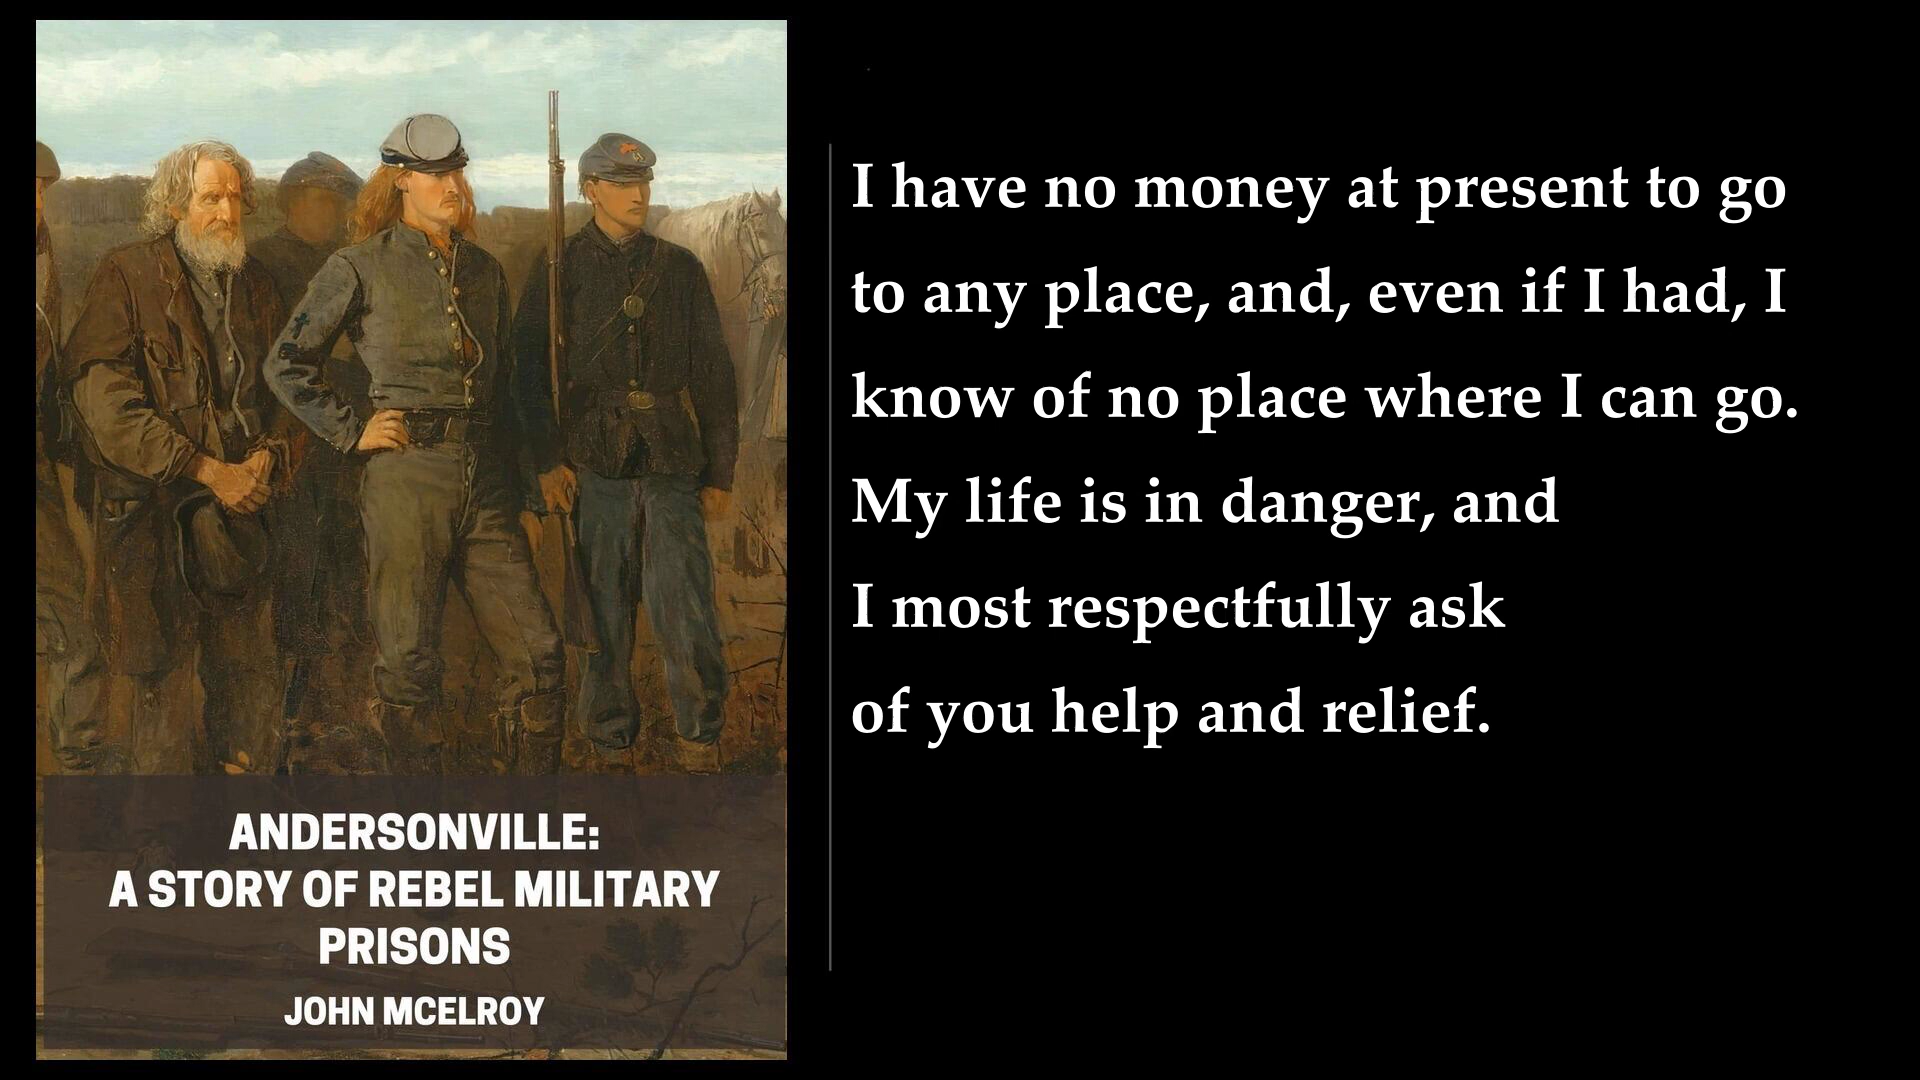 ANDERSONVILLE:
A STORY OF REBEL MILITARY
PRISONS
JOHN MCELROY
I have no money at present to go
to any place, and, even if I had, I
know of no place where I can go.
My life is in danger, and
I most respectfully ask
of you help and relief.